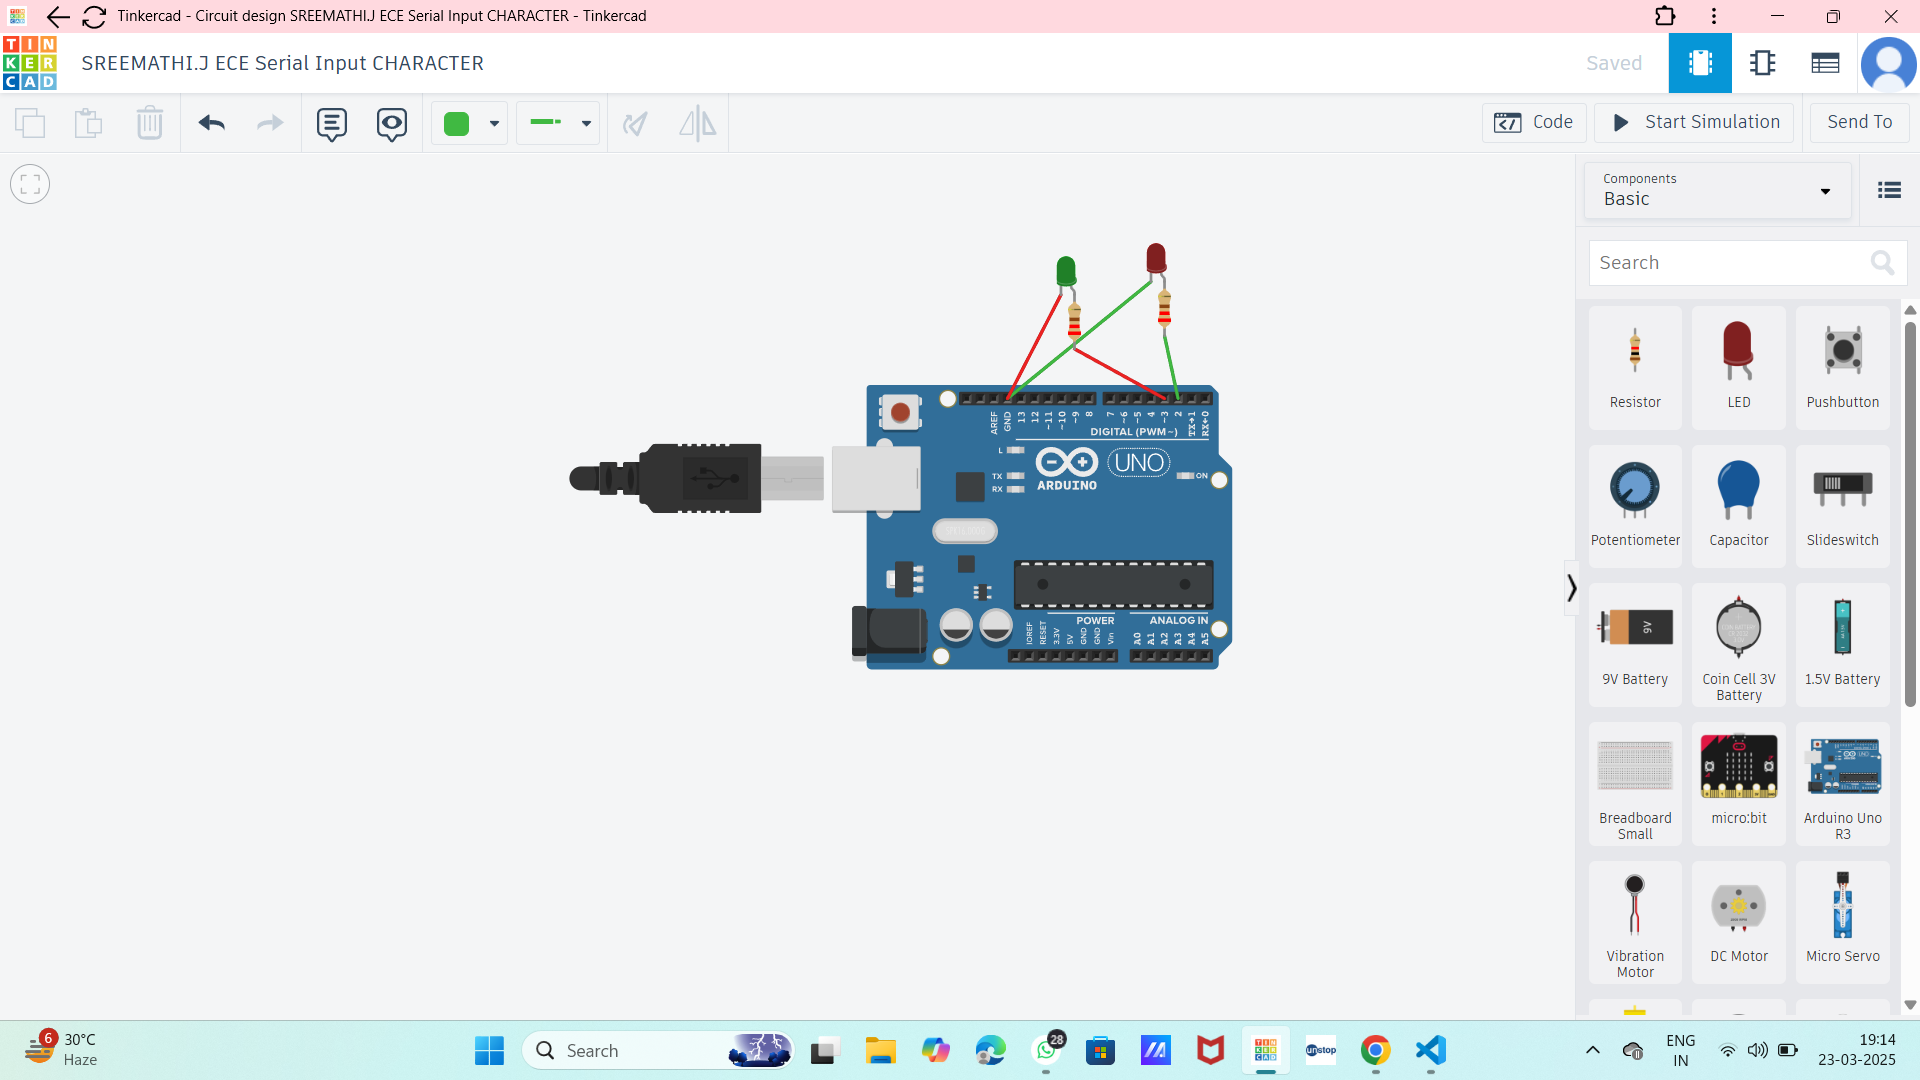 Tinkercad - Circuit design SREEMATHI.J ECE Serial Input CHARACTER - Tinkercad
TINKERCAD
SREEMATHI.J ECE Serial Input CHARACTER
Saved
Code
Start Simulation
Send To
Components
Basic
Search
Resistor
LED
Pushbutton
Potentiometer
Capacitor
Slideswitch
9V
9V Battery
Coin Cell 3V
Battery
1.5V Battery
Breadboard
Small
micro:bit
Arduino Uno
R3
Vibration
Motor
DC Motor
Micro Servo
AREF
GND
13
12
~11
~10
~9
8
7
~6
~5
4
~3
2
TX→1
RX←0
DIGITAL (PWM~)
L
TX
RX
UNO
ARDUINO
ON
POWER
ANALOG IN
IOREF
RESET
3.3V
5V
GND
GND
Vin
A0
A1
A2
A3
A4
A5
6
30°C
Haze
Search
28
TINKERCAD
unstop
ENG
IN
19:14
23-03-2025